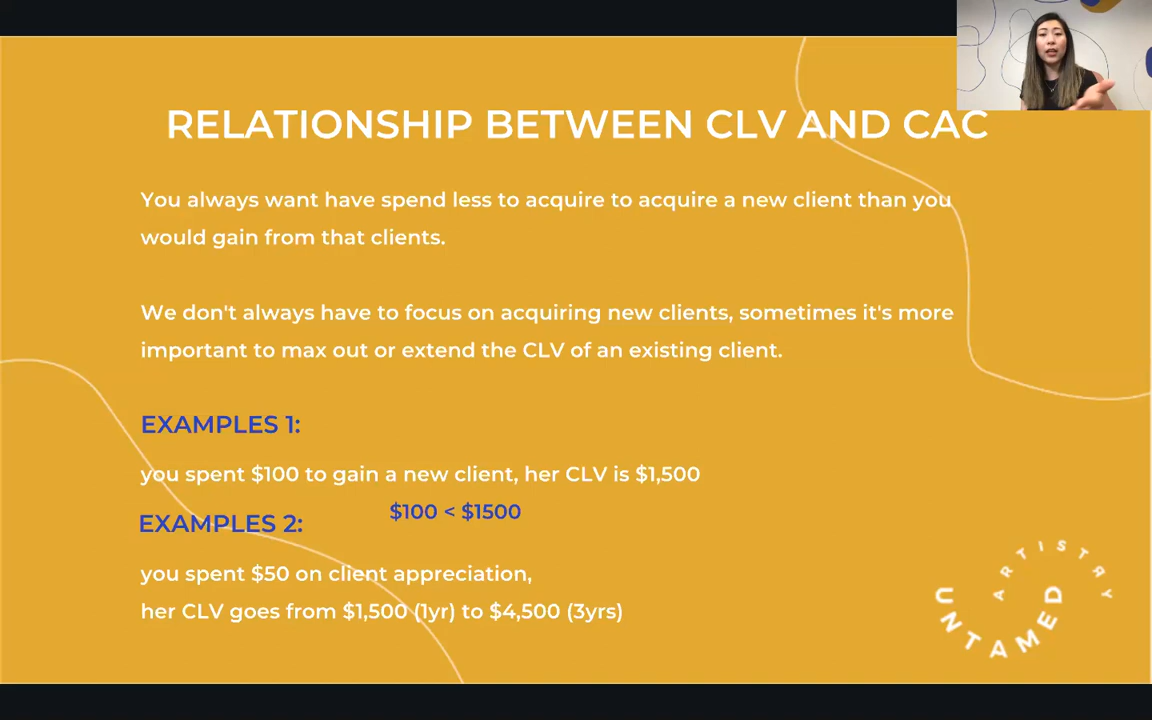 RELATIONSHIP BETWEEN CLV AND CAC
You always want have spend less to acquire to acquire a new client than you
would gain from that clients.
We don't always have to focus on acquiring new clients, sometimes it's more
important to max out or extend the CLV of an existing client.
EXAMPLES 1:
you spent $100 to gain a new client, her CLV is $1,500
$100 < $1500
EXAMPLES 2:
you spent $50 on client appreciation,
her CLV goes from $1,500 (1yr) to $4,500 (3yrs)
ARTISTRY
UNTAMED